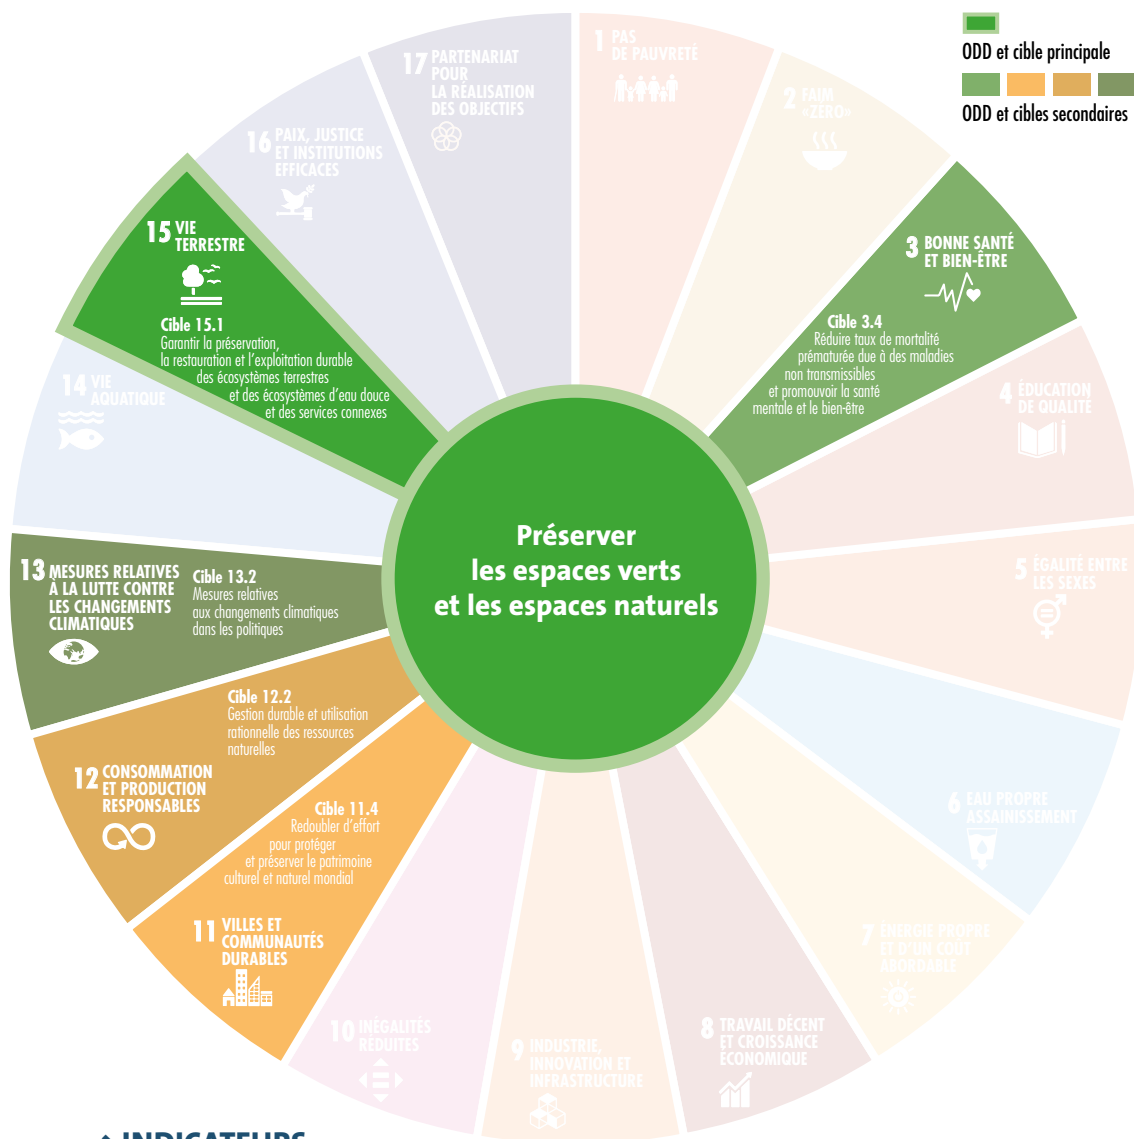 ODD et cible principale
ODD et cibles secondaires
1 PAS
DE PAUVRETÉ
2 FAIM
«ZERO»
3 BONNE SANTÉ
ET BIEN-ÊTRE
Cible 3.4
Réduire taux de mortalité
prématurée due à des maladies
non transmissibles
et promouvoir la santé
mentale et le bien-être
4 ÉDUCATION
DE QUALITÉ
5 ÉGALITÉ ENTRE
LES SEXES
6 EAU PROPRE
ASSAINISSEMENT
7 ÉNERGIE PROPRE
ET D'UN COÛT
ABORDABLE
8 TRAVAIL DÉCENT
ET CROISSANCE
ECONOMIQUE
9 INDUSTRIE,
INNOVATION ET
INFRASTRUCTURE
10 INÉGALITÉS
RÉDUITES
11 VILLES ET
COMMUNAUTÉS
DURABLES
Cible 11.4
Redoubler d'effort
pour protéger
et préserver le patrimoine
culturel et naturel mondial
12 CONSOMMATION
ET PRODUCTION
RESPONSABLES
Cible 12.2
Gestion durable et utilisation
rationnelle des ressources
naturelles
13 MESURES RELATIVES
À LA LUTTE CONTRE
LES CHANGEMENTS
CLIMATIQUES
Cible 13.2
Mesures relatives
aux changements climatiques
dans les politiques
14 VIE
AQUATIQUE
15 VIE
TERRESTRE
Cible 15.1
Garantir la préservation,
la restauration et l'exploitation durable
des écosystèmes terrestres
et des écosystèmes d'eau douce
et des services connexes
16 PAIX, JUSTICE
ET INSTITUTIONS
EFFICACES
17 PARTENARIAT
POUR
LA RÉALISATION
DES OBJECTIFS
Préserver
les espaces verts
et les espaces naturels
INDICATEURS